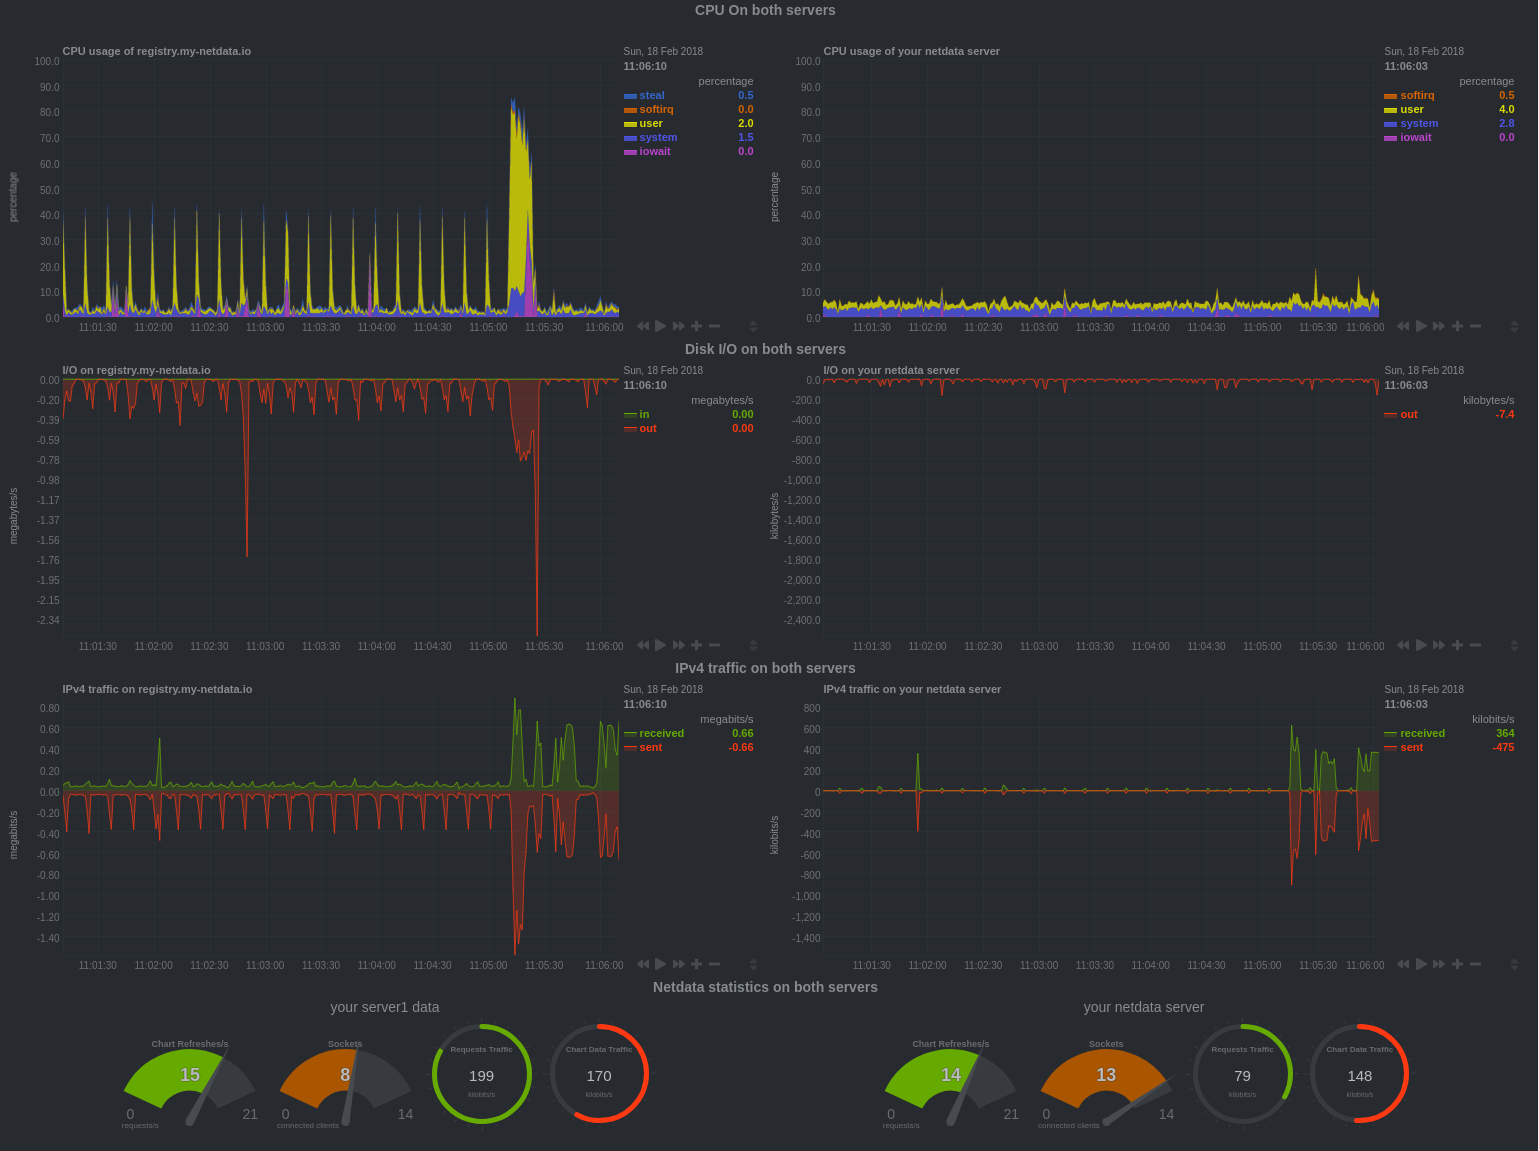 CPU On both servers
CPU usage of registry.my-netdata.io
Sun, 18 Feb 2018
11:06:10
percentage
steal 0.5
softirq 0.0
user 2.0
system 1.5
iowait 0.0
100.0
90.0
80.0
70.0
60.0
50.0
40.0
30.0
20.0
10.0
0.0
percentage
11:01:30 11:02:00 11:02:30 11:03:00 11:03:30 11:04:00 11:04:30 11:05:00 11:05:30 11:06:00
CPU usage of your netdata server
Sun, 18 Feb 2018
11:06:03
percentage
softirq 0.5
user 4.0
system 2.8
iowait 0.0
100.0
90.0
80.0
70.0
60.0
50.0
40.0
30.0
20.0
10.0
0.0
percentage
11:01:30 11:02:00 11:02:30 11:03:00 11:03:30 11:04:00 11:04:30 11:05:00 11:05:30 11:06:00
Disk I/O on both servers
I/O on registry.my-netdata.io
Sun, 18 Feb 2018
11:06:10
megabytes/s
in 0.00
out 0.00
0.00
-0.20
-0.39
-0.59
-0.78
-0.98
-1.17
-1.37
-1.56
-1.76
-1.95
-2.15
-2.34
megabytes/s
11:01:30 11:02:00 11:02:30 11:03:00 11:03:30 11:04:00 11:04:30 11:05:00 11:05:30 11:06:00
I/O on your netdata server
Sun, 18 Feb 2018
11:06:03
kilobytes/s
out -7.4
0.0
-200.0
-400.0
-600.0
-800.0
-1,000.0
-1,200.0
-1,400.0
-1,600.0
-1,800.0
-2,000.0
-2,200.0
-2,400.0
kilobytes/s
11:01:30 11:02:00 11:02:30 11:03:00 11:03:30 11:04:00 11:04:30 11:05:00 11:05:30 11:06:00
IPv4 traffic on both servers
IPv4 traffic on registry.my-netdata.io
Sun, 18 Feb 2018
11:06:10
megabits/s
received 0.66
sent -0.66
0.80
0.60
0.40
0.20
0.00
-0.20
-0.40
-0.60
-0.80
-1.00
-1.20
-1.40
megabits/s
11:01:30 11:02:00 11:02:30 11:03:00 11:03:30 11:04:00 11:04:30 11:05:00 11:05:30 11:06:00
IPv4 traffic on your netdata server
Sun, 18 Feb 2018
11:06:03
kilobits/s
received 364
sent -475
800
600
400
200
0
-200
-400
-600
-800
-1,000
-1,200
-1,400
kilobits/s
11:01:30 11:02:00 11:02:30 11:03:00 11:03:30 11:04:00 11:04:30 11:05:00 11:05:30 11:06:00
Netdata statistics on both servers
your server1 data
Chart Refreshes/s
15
0 21
requests/s
Sockets
8
0 14
connected clients
Requests Traffic
199
kilobits/s
Chart Data Traffic
170
kilobits/s
your netdata server
Chart Refreshes/s
14
0 21
requests/s
Sockets
13
0 14
connected clients
Requests Traffic
79
kilobits/s
Chart Data Traffic
148
kilobits/s